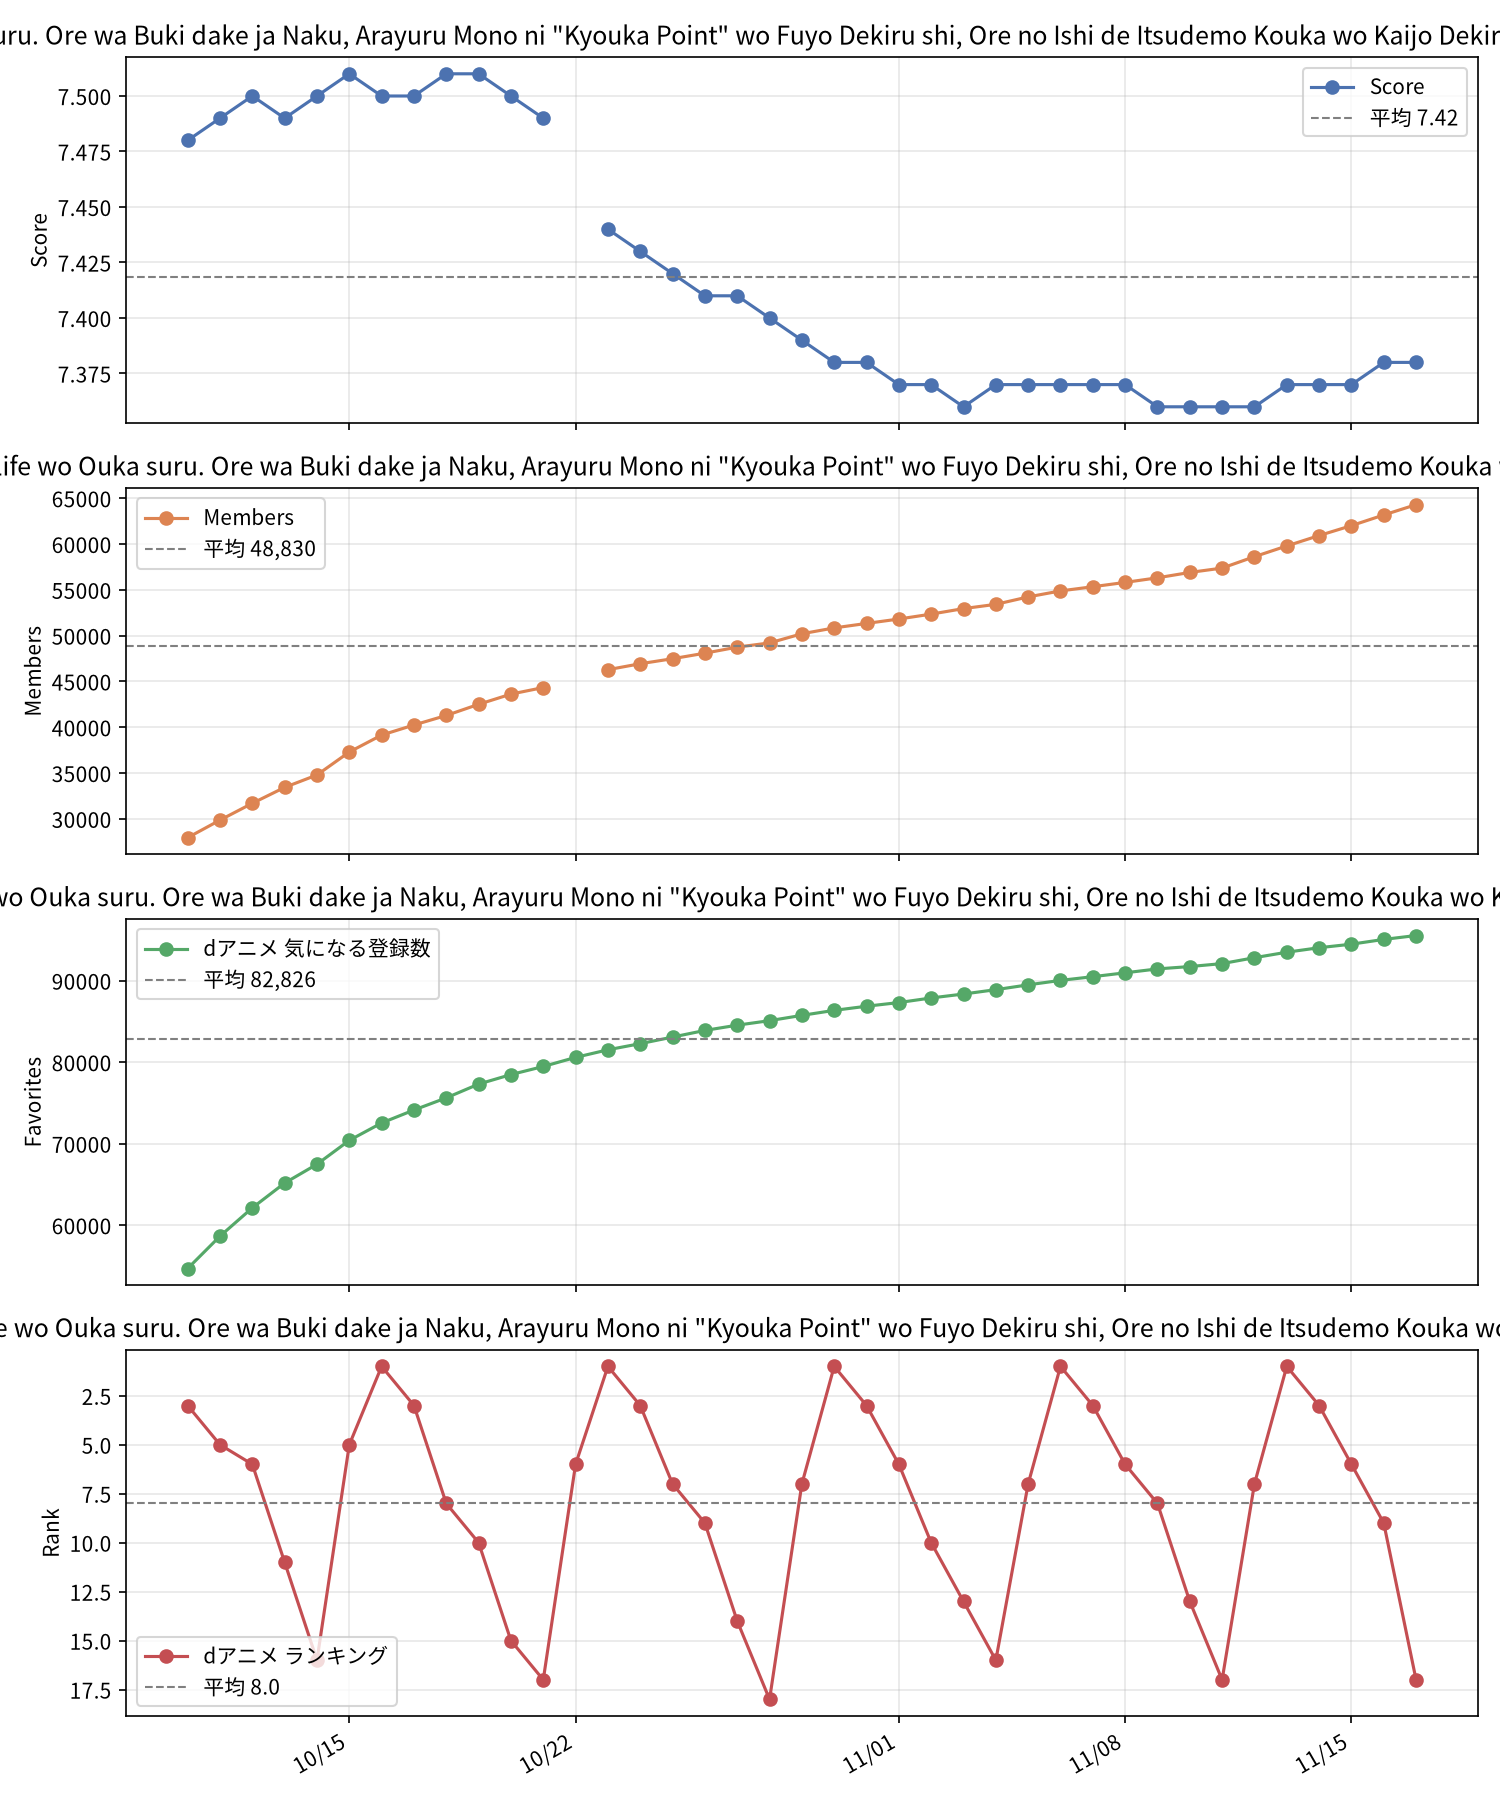 uru. Ore wa Buki dake ja Naku, Arayuru Mono ni "Kyouka Point" wo Fuyo Dekiru shi, Ore no Ishi de Itsudemo Kouka wo Kaijo Dekir
Score
7.500
7.475
7.450
7.425
7.400
7.375
Score
平均 7.42
Life wo Ouka suru. Ore wa Buki dake ja Naku, Arayuru Mono ni "Kyouka Point" wo Fuyo Dekiru shi, Ore no Ishi de Itsudemo Kouka
Members
65000
60000
55000
50000
45000
40000
35000
30000
Members
平均 48,830
wo Ouka suru. Ore wa Buki dake ja Naku, Arayuru Mono ni "Kyouka Point" wo Fuyo Dekiru shi, Ore no Ishi de Itsudemo Kouka wo K
Favorites
90000
80000
70000
60000
dアニメ 気になる登録数
平均 82,826
e wo Ouka suru. Ore wa Buki dake ja Naku, Arayuru Mono ni "Kyouka Point" wo Fuyo Dekiru shi, Ore no Ishi de Itsudemo Kouka wo
Rank
2.5
5.0
7.5
10.0
12.5
15.0
17.5
dアニメ ランキング
平均 8.0
10/15
10/22
11/01
11/08
11/15